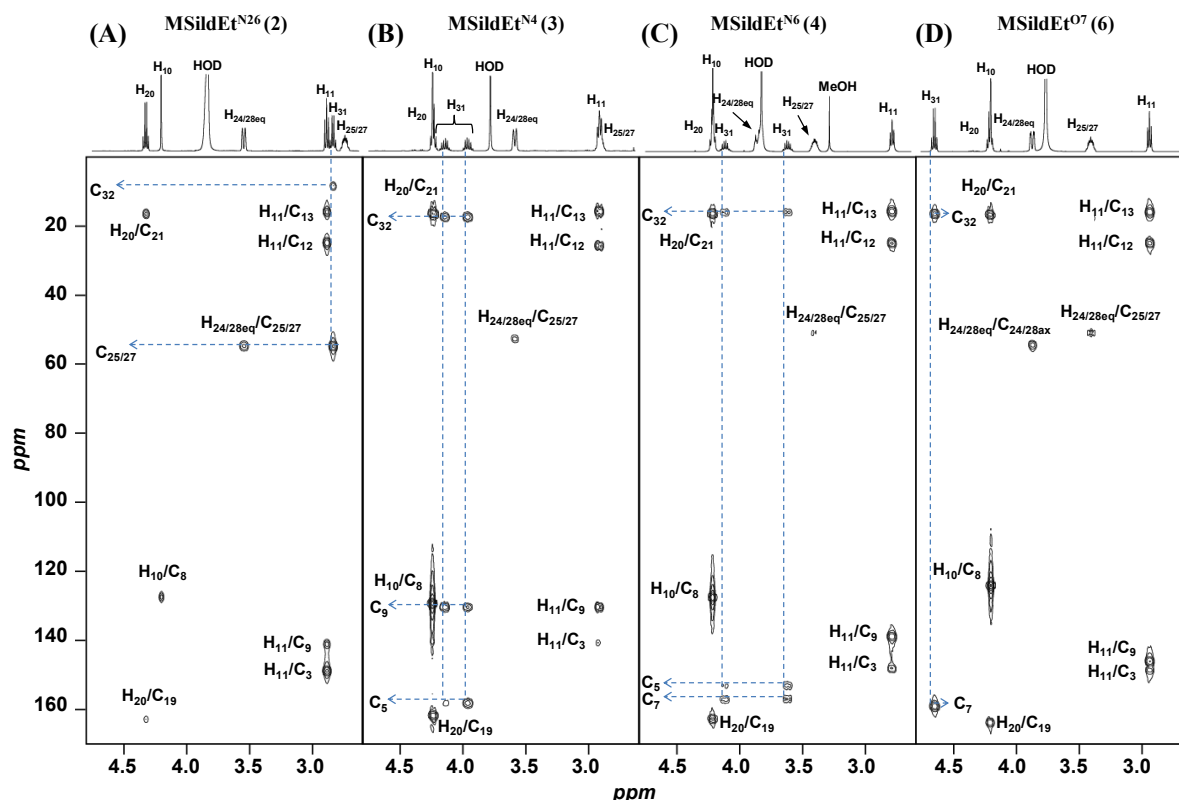 (A) MSildEt^N26 (2)
H20
H10
HOD
H24/28eq
H11
H31
H25/27
C32
H20/C21
H11/C13
H11/C12
H24/28eq/C25/27
C25/27
H10/C8
H11/C9
H11/C3
H20/C19
(B) MSildEt^N4 (3)
H10
H20
H31
HOD
H24/28eq
H11
H25/27
H20/C21
C32
H11/C13
H11/C12
H24/28eq/C25/27
H10/C8
C9
H11/C9
H11/C3
C5
H20/C19
(C) MSildEt^N6 (4)
H10
HOD
H24/28eq
H20
H31
H31
H25/27
MeOH
H11
C32
H20/C21
H11/C13
H11/C12
H24/28eq/C25/27
H10/C8
H11/C9
H11/C3
C5
C7
H20/C19
(D) MSildEt^O7 (6)
H31
H10
H20
H24/28eq
HOD
H25/27
H11
H20/C21
C32
H11/C13
H11/C12
H24/28eq/C25/27
H24/28eq/C24/28ax
H10/C8
H11/C9
H11/C3
C7
H20/C19
20
40
60
80
100
120
140
160
ppm
4.5 4.0 3.5 3.0
4.5 4.0 3.5 3.0
4.5 4.0 3.5 3.0
4.5 4.0 3.5 3.0
ppm